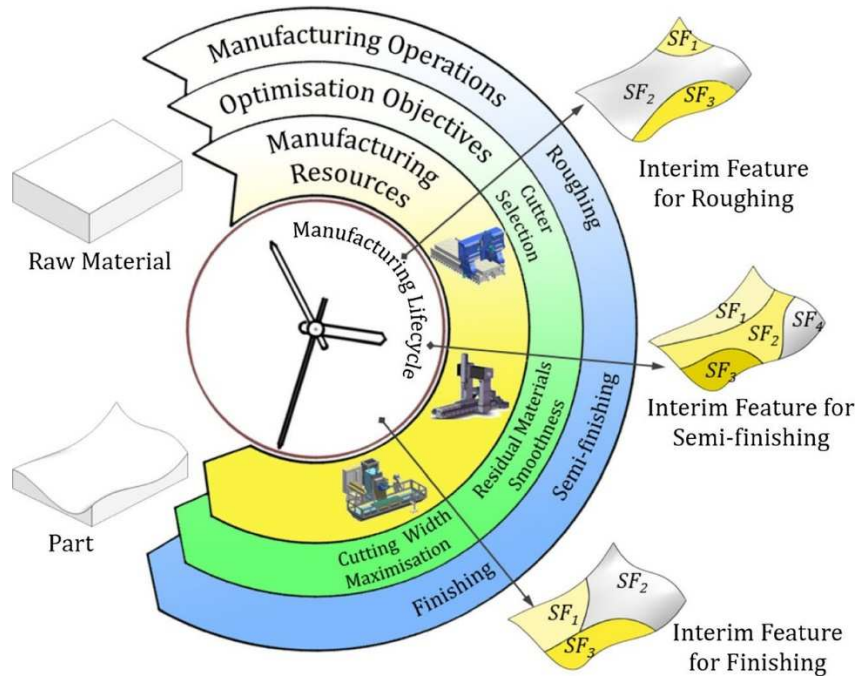 Manufacturing Operations
Optimisation Objectives
Manufacturing
Resources
Manufacturing Lifecycle
Raw Material
Part
Roughing
Cutter
Selection
Semi-finishing
Residual Materials
Smoothness
Finishing
Cutting Width
Maximisation
SF1
SF2
SF3
Interim Feature
for Roughing
SF1
SF2
SF4
SF3
Interim Feature for
Semi-finishing
SF2
SF1
SF3
Interim Feature
for Finishing